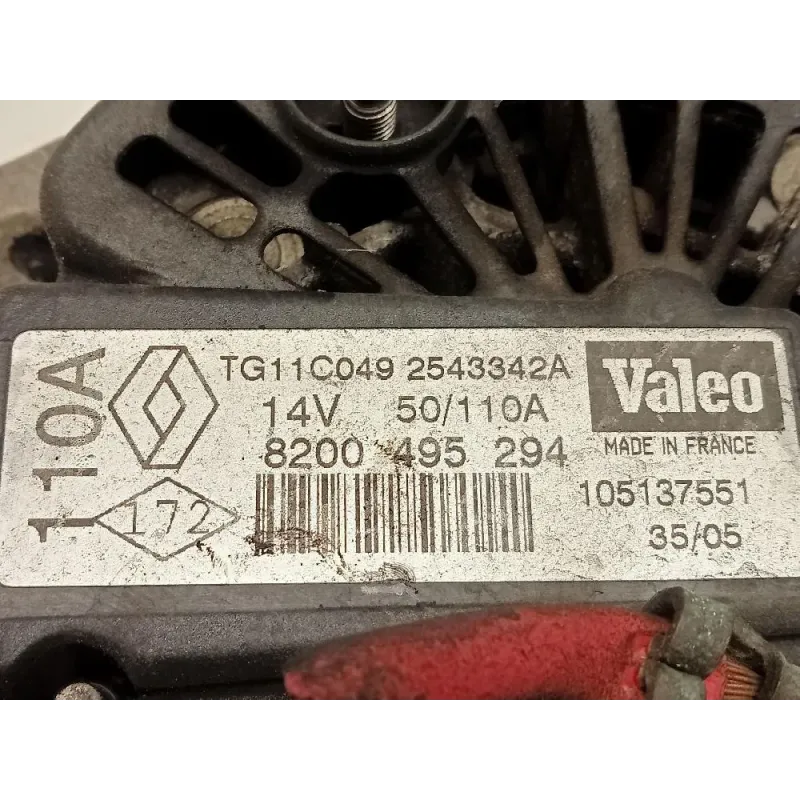 110A
TG11C049 2543342A
14V 50/110A
8200 495 294
172
Valeo
MADE IN FRANCE
105137551
35/05